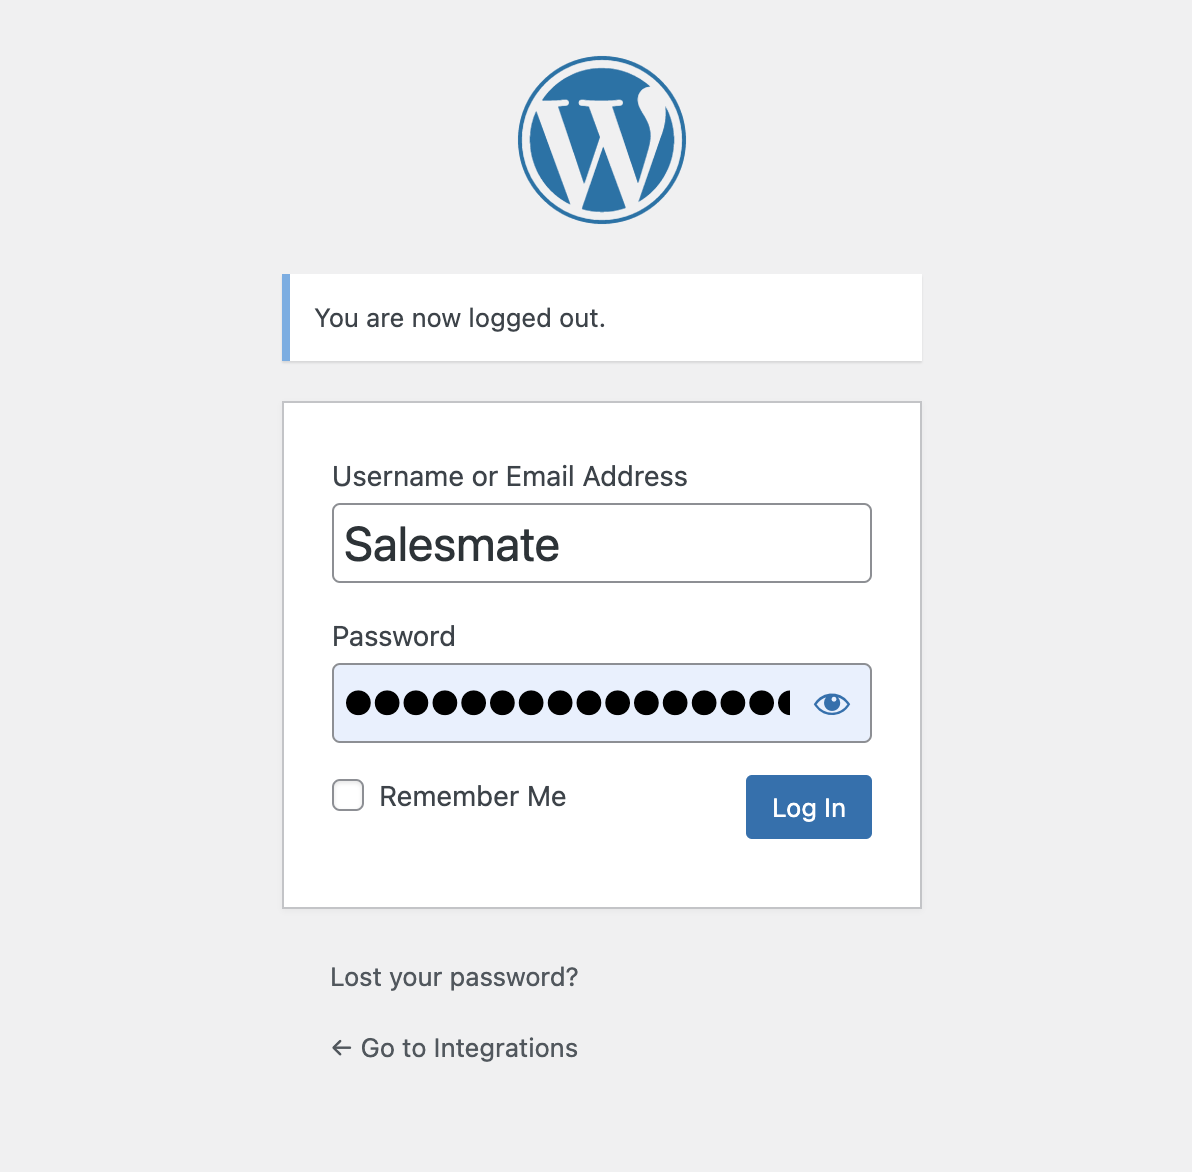 You are now logged out.
Username or Email Address
Salesmate
Password
Remember Me
Log In
Lost your password?
← Go to Integrations